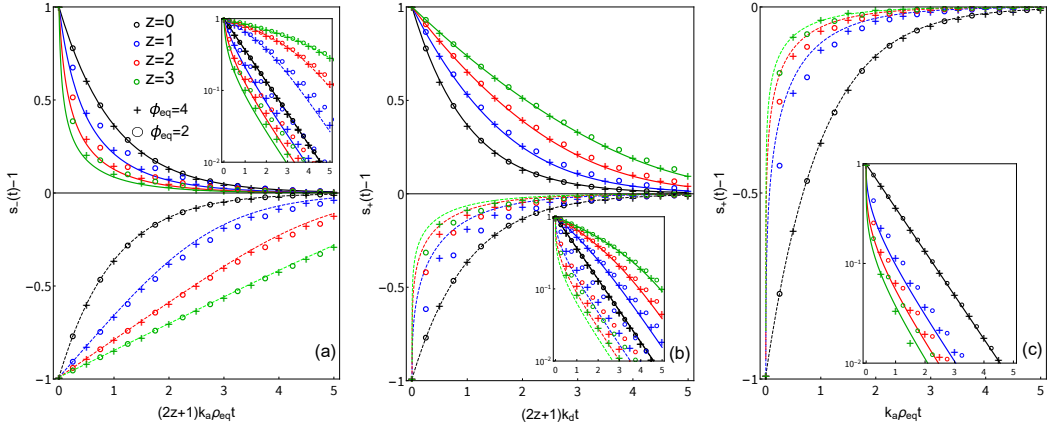 1
0.5
0
−0.5
−1
s₋(t)−1
z=0
z=1
z=2
z=3
ϕeq=4
ϕeq=2
1
10⁻¹
10⁻²
0 1 2 3 4 5
(a)
0 1 2 3 4 5
(2z+1)kₐρeqt
1
0.5
0
−0.5
−1
s₊(t)−1
1
10⁻¹
10⁻²
0 1 2 3 4 5
(b)
0 1 2 3 4 5
(2z+1)k_d t
0
−0.5
−1
s₊(t)−1
1
10⁻¹
10⁻²
0 1 2 3 4 5
(c)
0 1 2 3 4 5
kₐρeqt